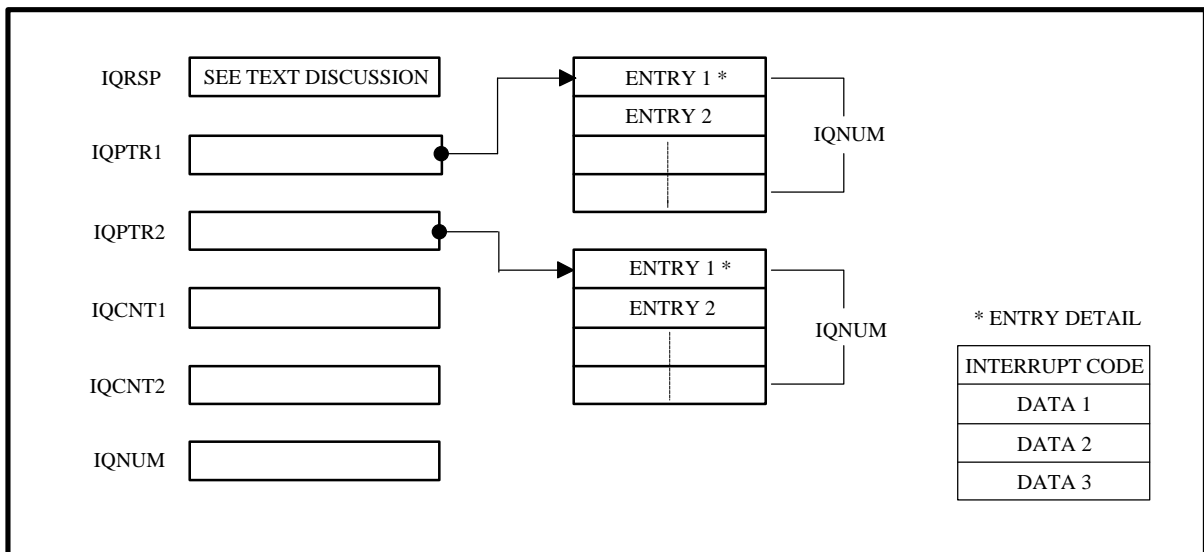 IQRSP
SEE TEXT DISCUSSION
IQPTR1
IQPTR2
IQCNT1
IQCNT2
IQNUM
ENTRY 1 *
ENTRY 2
IQNUM
ENTRY 1 *
ENTRY 2
IQNUM
* ENTRY DETAIL
INTERRUPT CODE
DATA 1
DATA 2
DATA 3